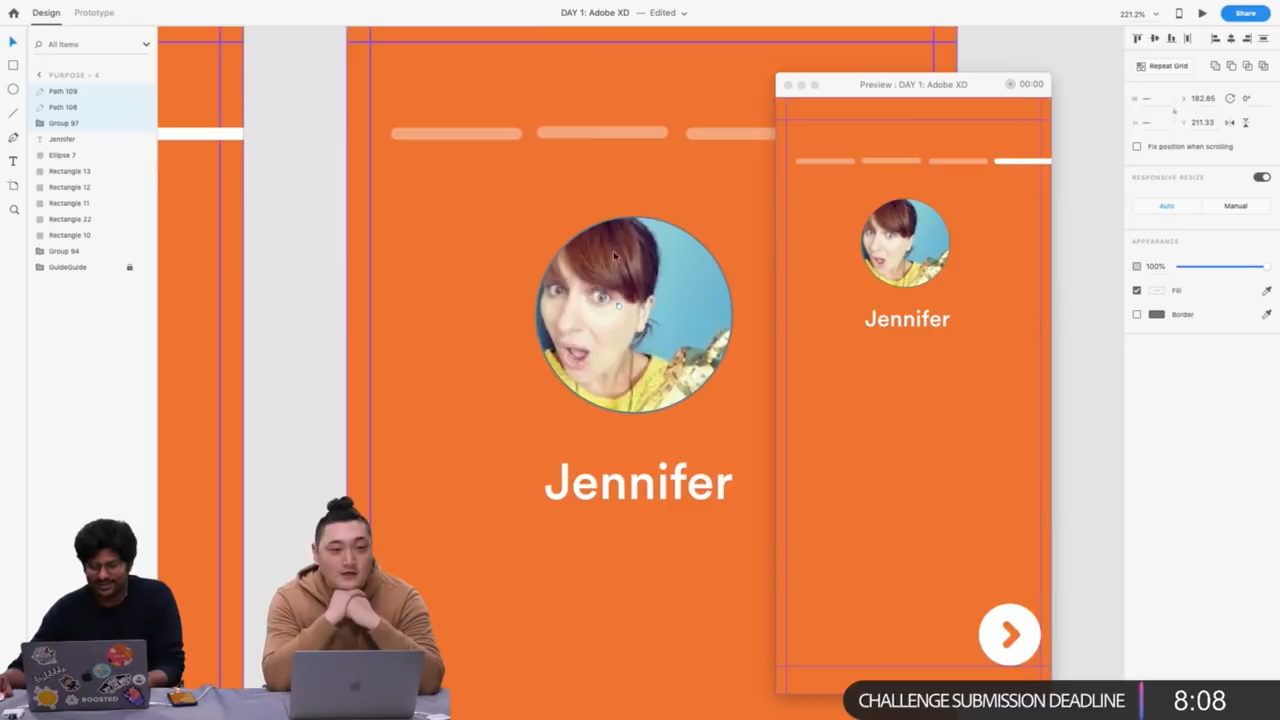 Design
Prototype
DAY 1: Adobe XD — Edited
221.2%
Share
All Items
PURPOSE – 4
Path 109
Path 108
Group 97
Jennifer
Ellipse 7
Rectangle 13
Rectangle 12
Rectangle 11
Rectangle 22
Rectangle 10
Group 94
GuideGuide
Jennifer
Preview : DAY 1: Adobe XD
00:00
Jennifer
Repeat Grid
W — X 182.85 0°
H — Y 211.33
Fix position when scrolling
RESPONSIVE RESIZE
Auto Manual
APPEARANCE
100%
Fill
Border
BOOSTED
CHALLENGE SUBMISSION DEADLINE
8:08